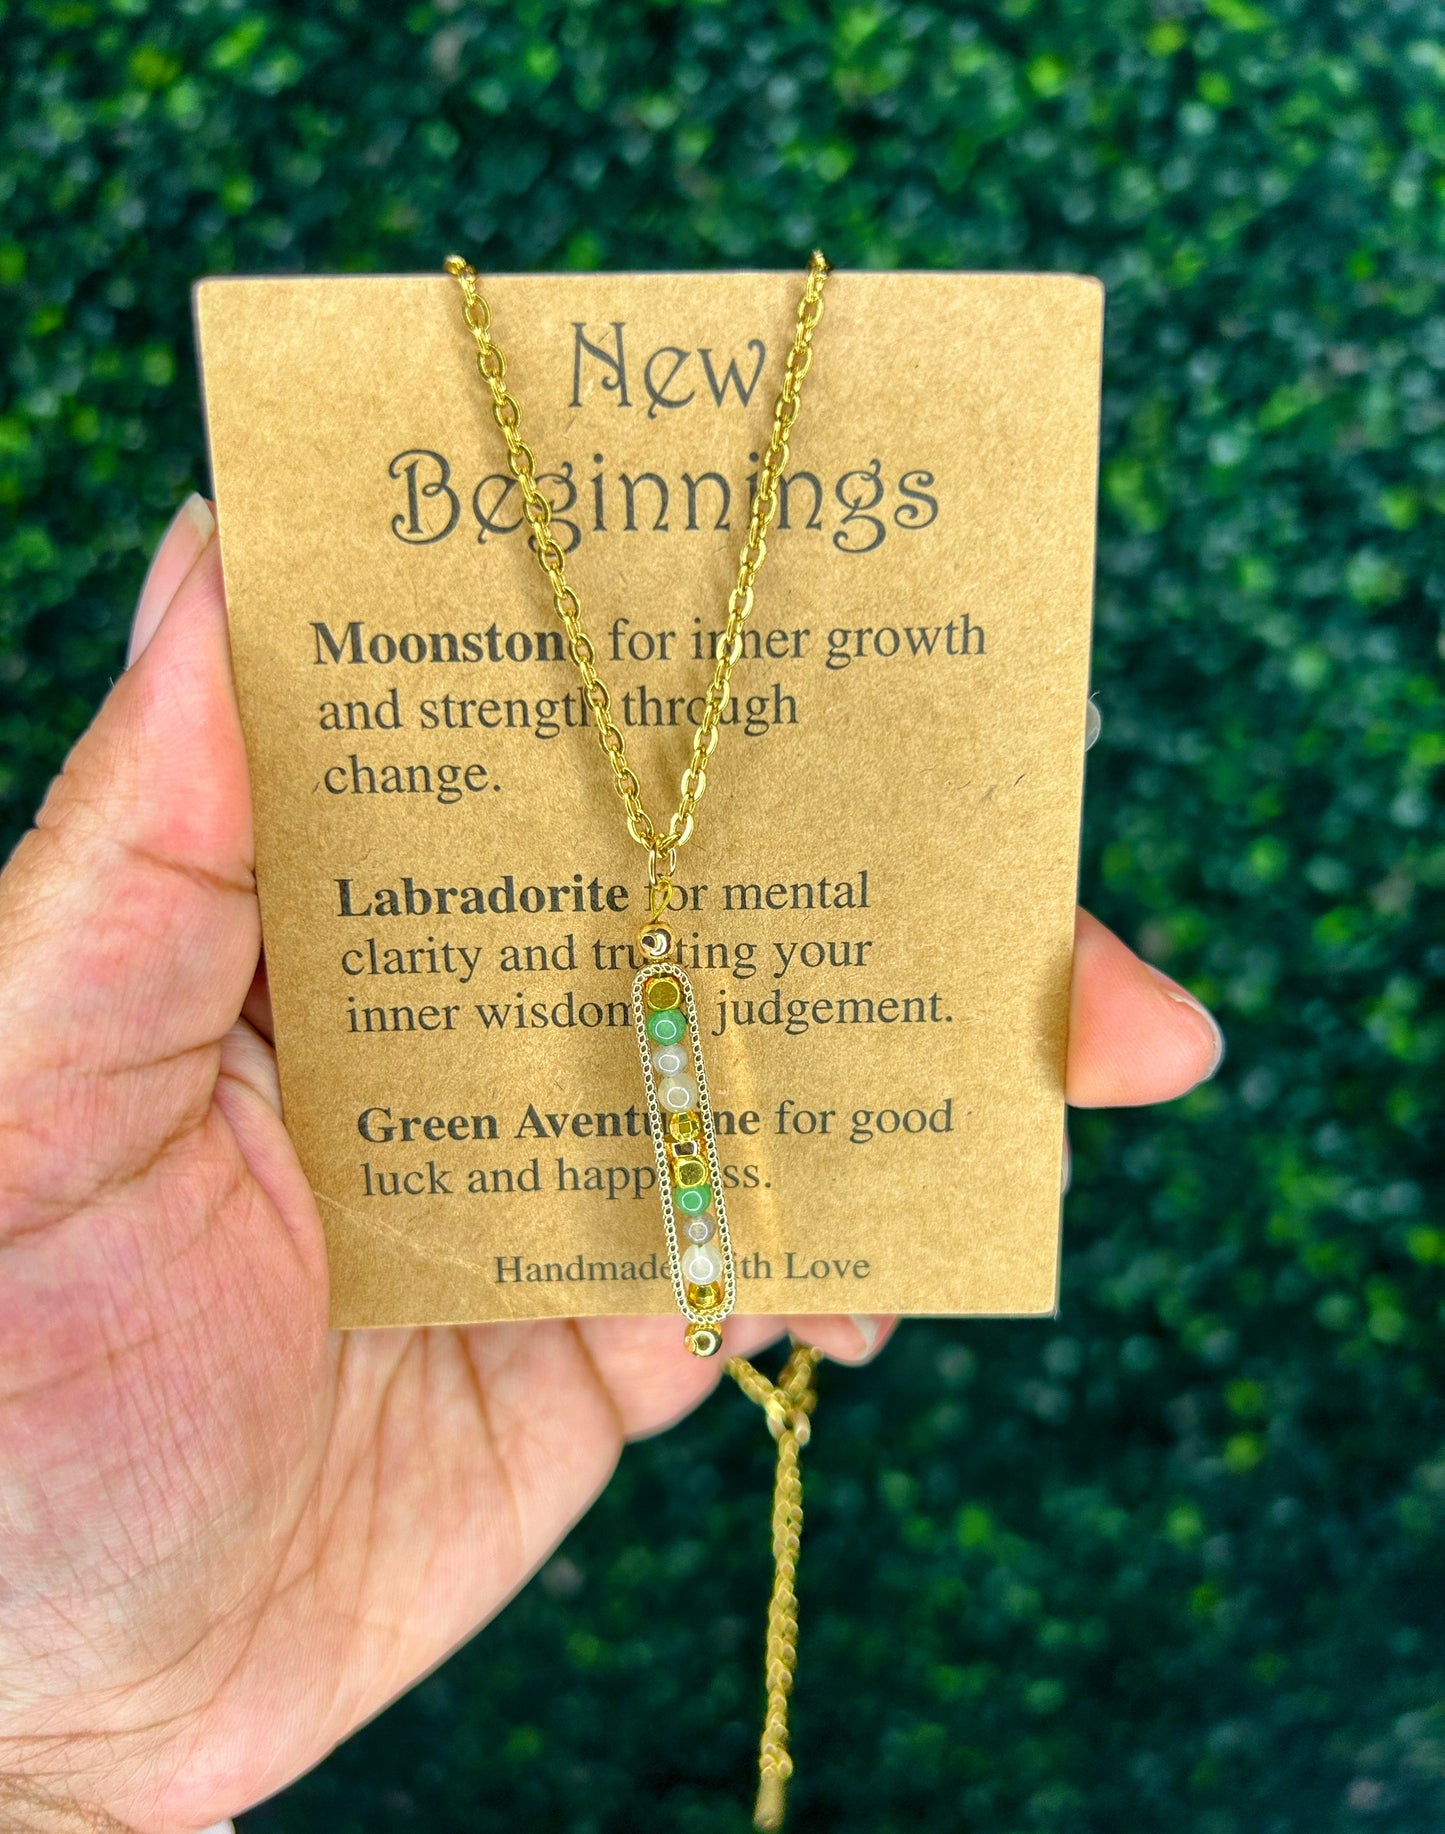 New
Beginnings
Moonstone for inner growth
and strength through
change.
Labradorite for mental
clarity and trusting your
inner wisdom & judgement.
Green Aventurine for good
luck and happiness.
Handmade with Love